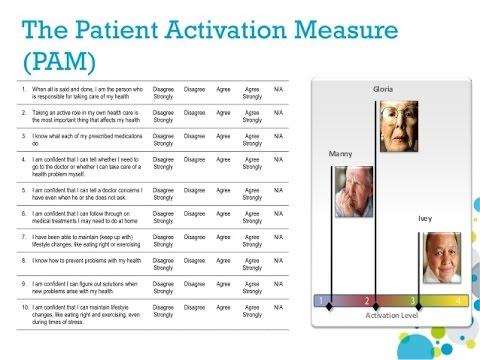 The Patient Activation Measure
(PAM)
1. When all is said and done, I am the person who
is responsible for taking care of my health
Disagree Strongly Disagree Agree Agree Strongly N/A
2. Taking an active role in my own health care is
the most important thing that affects my health
Disagree Strongly Disagree Agree Agree Strongly N/A
3. I know what each of my prescribed medications
do
Disagree Strongly Disagree Agree Agree Strongly N/A
4. I am confident that I can tell whether I need to
go to the doctor or whether I can take care of a
health problem myself.
Disagree Strongly Disagree Agree Agree Strongly N/A
5. I am confident that I can tell a doctor concerns I
have even when he or she does not ask.
Disagree Strongly Disagree Agree Agree Strongly N/A
6. I am confident that I can follow through on
medical treatments I may need to do at home
Disagree Strongly Disagree Agree Agree Strongly N/A
7. I have been able to maintain (keep up with)
lifestyle changes, like eating right or exercising
Disagree Strongly Disagree Agree Agree Strongly N/A
8. I know how to prevent problems with my health
Disagree Strongly Disagree Agree Agree Strongly N/A
9. I am confident I can figure out solutions when
new problems arise with my health.
Disagree Strongly Disagree Agree Agree Strongly N/A
10. I am confident that I can maintain lifestyle
changes, like eating right and exercising, even
during times of stress.
Disagree Strongly Disagree Agree Agree Strongly N/A
Gloria
Manny
Ivey
1 2 3 4
Activation Level